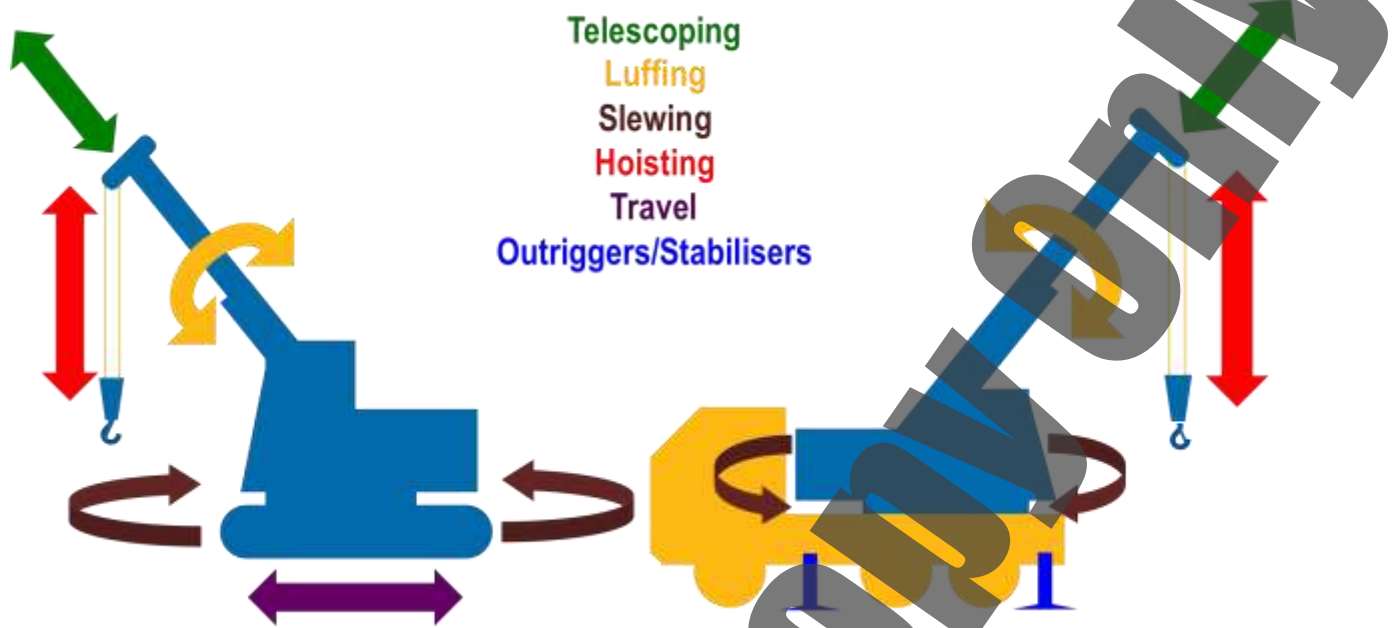 Telescoping
Luffing
Slewing
Hoisting
Travel
Outriggers/Stabilisers